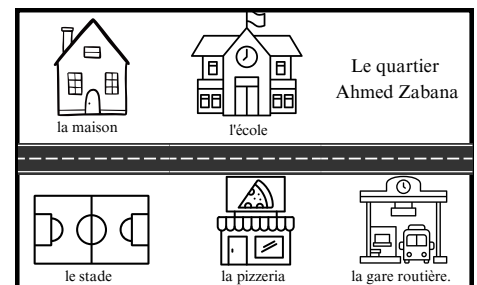 Le quartier
Ahmed Zabana
la maison
l'école
le stade
la pizzeria
la gare routière.